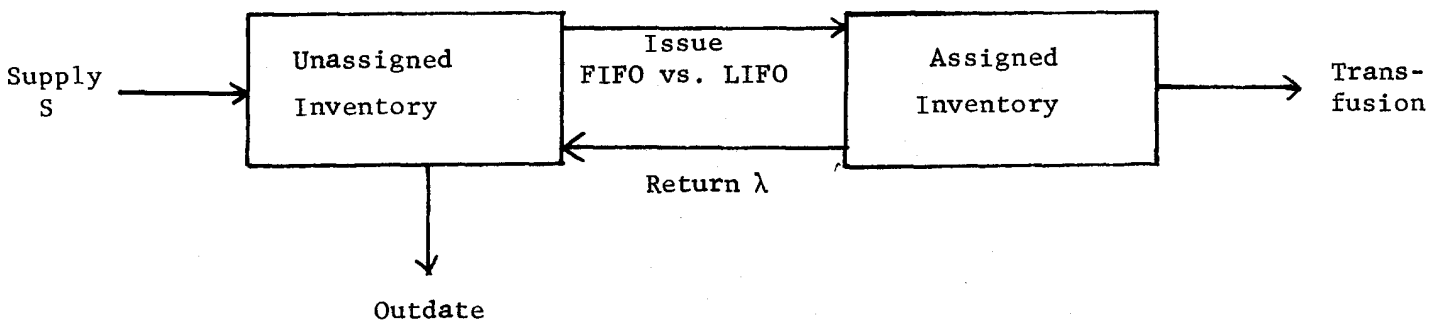 Supply
S
Unassigned
Inventory
Issue
FIFO vs. LIFO
Return λ
Assigned
Inventory
Trans-
fusion
Outdate